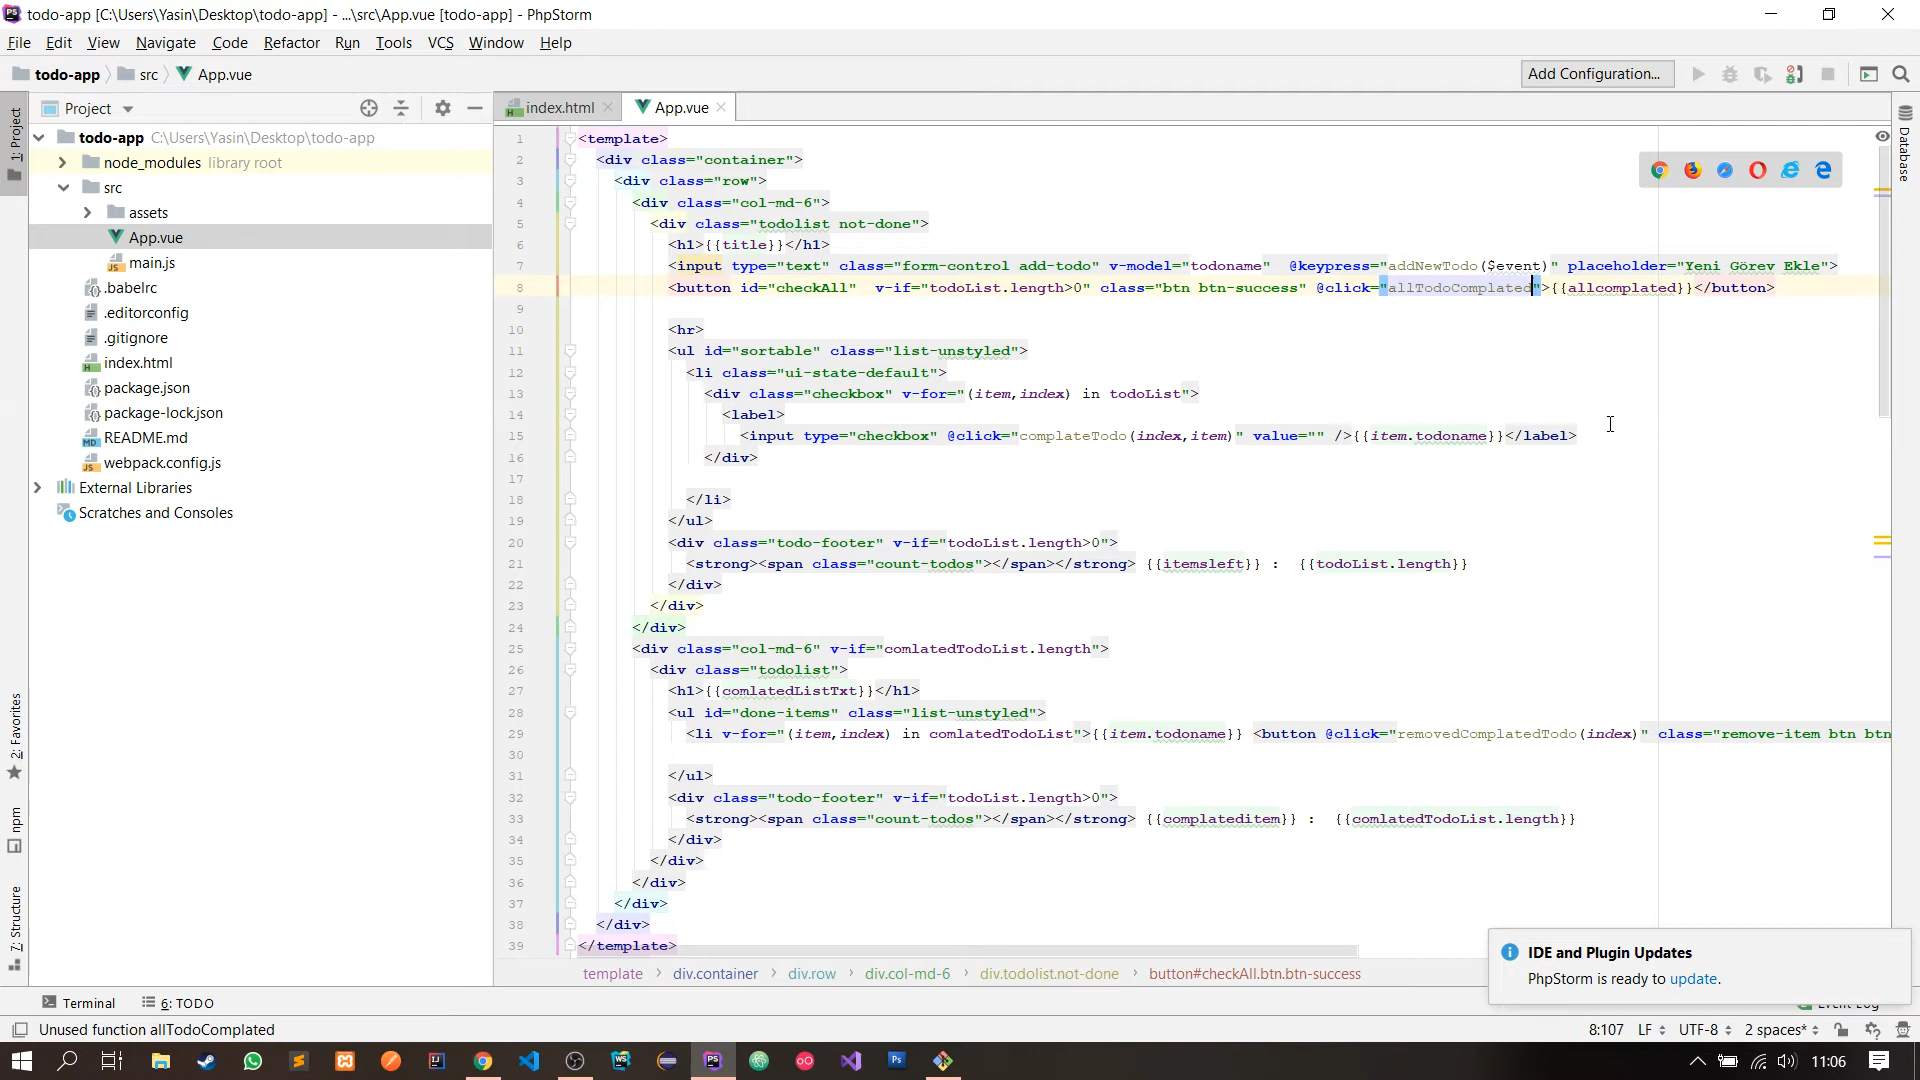 todo-app [C:\Users\Yasin\Desktop\todo-app] - ...\src\App.vue [todo-app] - PhpStorm
File Edit View Navigate Code Refactor Run Tools VCS Window Help
todo-app src App.vue Add Configuration...
Project index.html App.vue
1: Project
Database
todo-app C:\Users\Yasin\Desktop\todo-app
node_modules library root
src
assets
App.vue
main.js
.babelrc
.editorconfig
.gitignore
index.html
package.json
package-lock.json
README.md
webpack.config.js
External Libraries
Scratches and Consoles
2: Favorites
npm
7: Structure
1 <template>
2 <div class="container">
3 <div class="row">
4 <div class="col-md-6">
5 <div class="todolist not-done">
6 <h1>{{title}}</h1>
7 <input type="text" class="form-control add-todo" v-model="todoname"  @keypress="addNewTodo($event)" placeholder="Yeni Görev Ekle">
8 <button id="checkAll"  v-if="todoList.length>0" class="btn btn-success" @click="allTodoComplated">{{allcomplated}}</button>
9
10 <hr>
11 <ul id="sortable" class="list-unstyled">
12 <li class="ui-state-default">
13 <div class="checkbox" v-for="(item,index) in todoList">
14 <label>
15 <input type="checkbox" @click="complateTodo(index,item)" value="" />{{item.todoname}}</label>
16 </div>
17
18 </li>
19 </ul>
20 <div class="todo-footer" v-if="todoList.length>0">
21 <strong><span class="count-todos"></span></strong> {{itemsleft}} :  {{todoList.length}}
22 </div>
23 </div>
24 </div>
25 <div class="col-md-6" v-if="comlatedTodoList.length">
26 <div class="todolist">
27 <h1>{{comlatedListTxt}}</h1>
28 <ul id="done-items" class="list-unstyled">
29 <li v-for="(item,index) in comlatedTodoList">{{item.todoname}} <button @click="removedComplatedTodo(index)" class="remove-item btn btn
30
31 </ul>
32 <div class="todo-footer" v-if="todoList.length>0">
33 <strong><span class="count-todos"></span></strong> {{complateditem}} :  {{comlatedTodoList.length}}
34 </div>
35 </div>
36 </div>
37 </div>
38 </div>
39 </template>
template div.container div.row div.col-md-6 div.todolist.not-done button#checkAll.btn.btn-success
IDE and Plugin Updates
PhpStorm is ready to update.
Terminal 6: TODO Event Log
Unused function allTodoComplated 8:107 LF UTF-8 2 spaces*
11:06